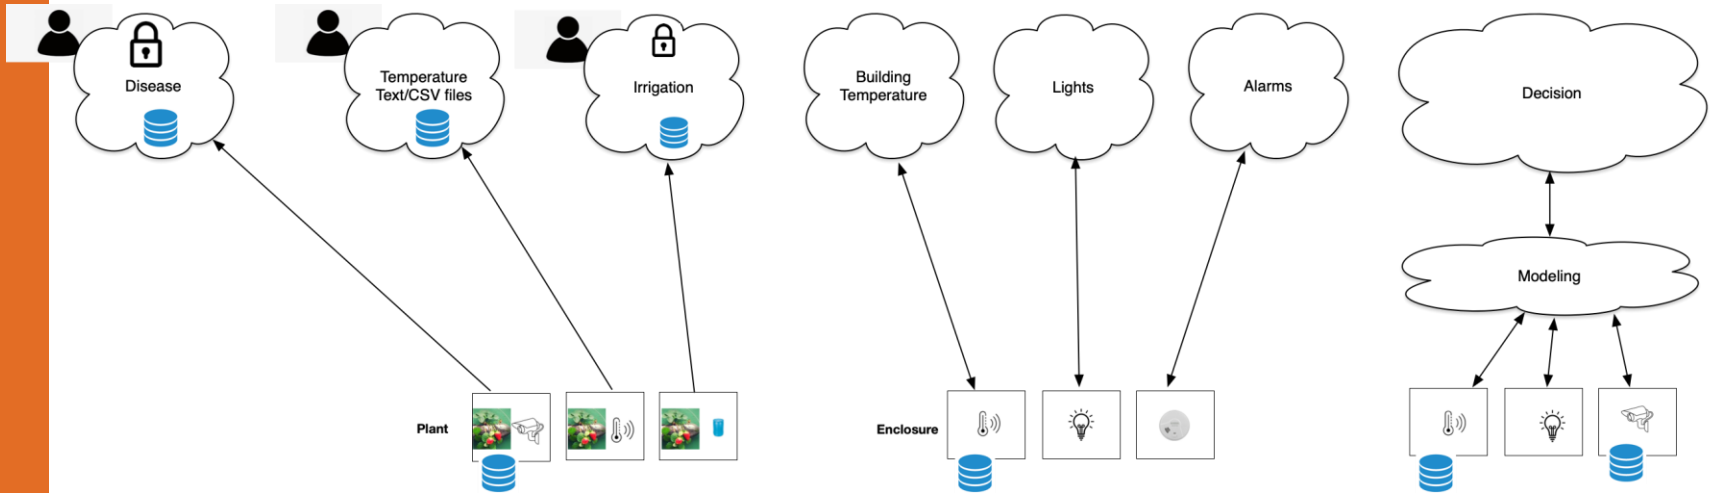 Disease
Temperature
Text/CSV files
Irrigation
Building
Temperature
Lights
Alarms
Decision
Modeling
Plant
Enclosure